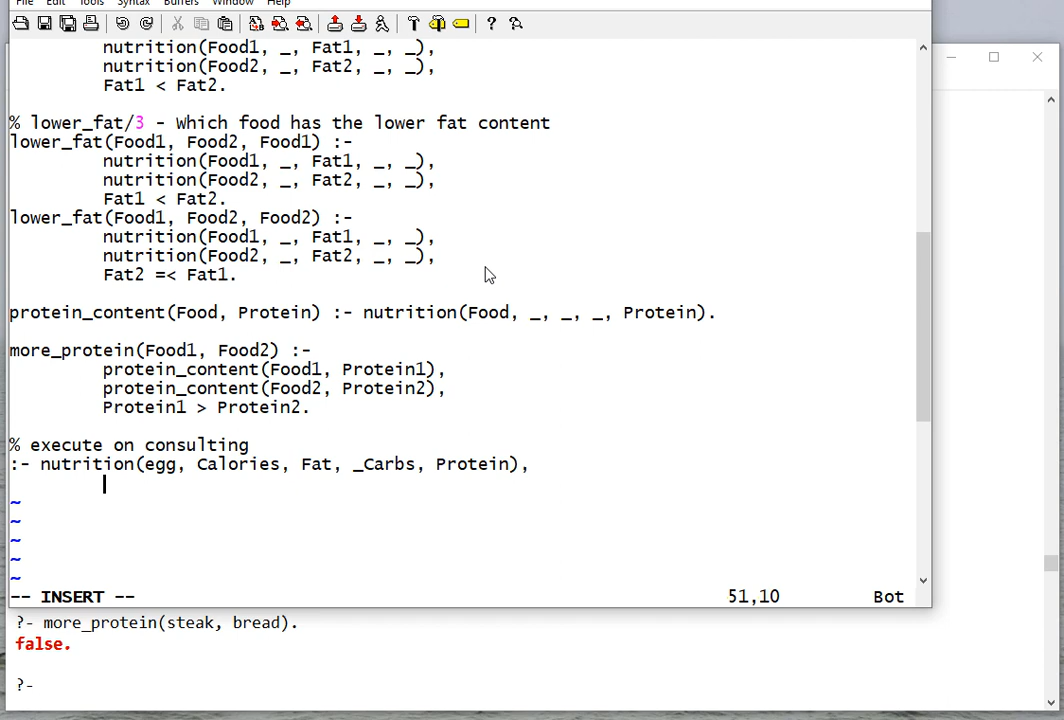 File Edit Tools Syntax Buffers Window Help
nutrition(Food1, _, Fat1, _, _),
nutrition(Food2, _, Fat2, _, _),
Fat1 < Fat2.
% lower_fat/3 - Which food has the lower fat content
lower_fat(Food1, Food2, Food1) :-
nutrition(Food1, _, Fat1, _, _),
nutrition(Food2, _, Fat2, _, _),
Fat1 < Fat2.
lower_fat(Food1, Food2, Food2) :-
nutrition(Food1, _, Fat1, _, _),
nutrition(Food2, _, Fat2, _, _),
Fat2 =< Fat1.
protein_content(Food, Protein) :- nutrition(Food, _, _, _, Protein).
more_protein(Food1, Food2) :-
protein_content(Food1, Protein1),
protein_content(Food2, Protein2),
Protein1 > Protein2.
% execute on consulting
:- nutrition(egg, Calories, Fat, _Carbs, Protein),
~
~
~
~
~
-- INSERT -- 51,10 Bot
?- more_protein(steak, bread).
false.
?-